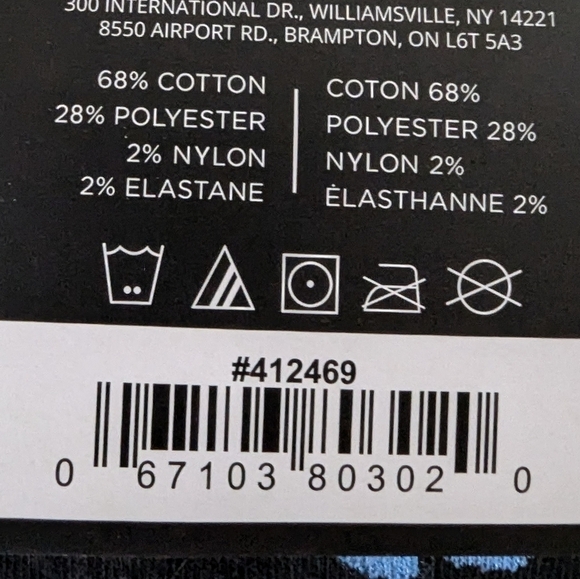 300 INTERNATIONAL DR., WILLIAMSVILLE, NY 14221
8550 AIRPORT RD., BRAMPTON, ON L6T 5A3
68% COTTON
28% POLYESTER
2% NYLON
2% ELASTANE
COTON 68%
POLYESTER 28%
NYLON 2%
ÉLASTHANNE 2%
#412469
0 67103 80302 0